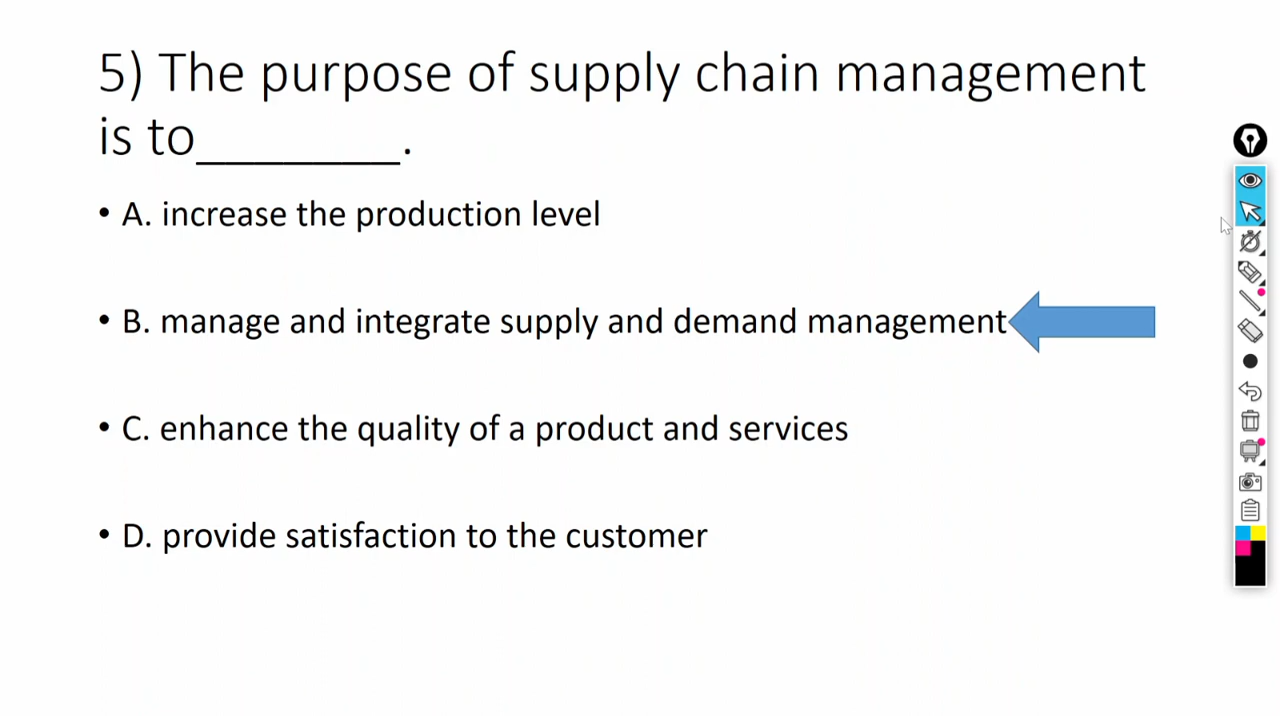 5) The purpose of supply chain management
is to_______.
• A. increase the production level
• B. manage and integrate supply and demand management
• C. enhance the quality of a product and services
• D. provide satisfaction to the customer